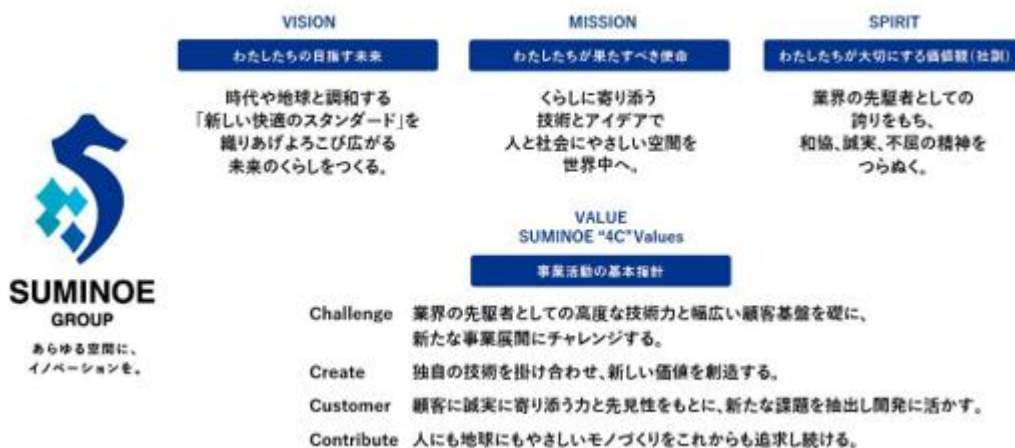 VISION
わたしたちの目指す未来
時代や地球と調和する
「新しい快適のスタンダード」を
織りあげよろこび広がる
未来のくらしをつくる。
MISSION
わたしたちが果たすべき使命
くらしに寄り添う
技術とアイデアで
人と社会にやさしい空間を
世界中へ。
SPIRIT
わたしたちが大切にする価値観(社訓)
業界の先駆者としての
誇りをもち、
和協、誠実、不屈の精神を
つらぬく。
SUMINOE
GROUP
あらゆる空間に、
イノベーションを。
VALUE
SUMINOE “4C”Values
事業活動の基本指針
Challenge 業界の先駆者としての高度な技術力と幅広い顧客基盤を礎に、
新たな事業展開にチャレンジする。
Create 独自の技術を掛け合わせ、新しい価値を創造する。
Customer 顧客に誠実に寄り添う力と先見性をもとに、新たな課題を抽出し開発に活かす。
Contribute 人にも地球にもやさしいモノづくりをこれからも追求し続ける。